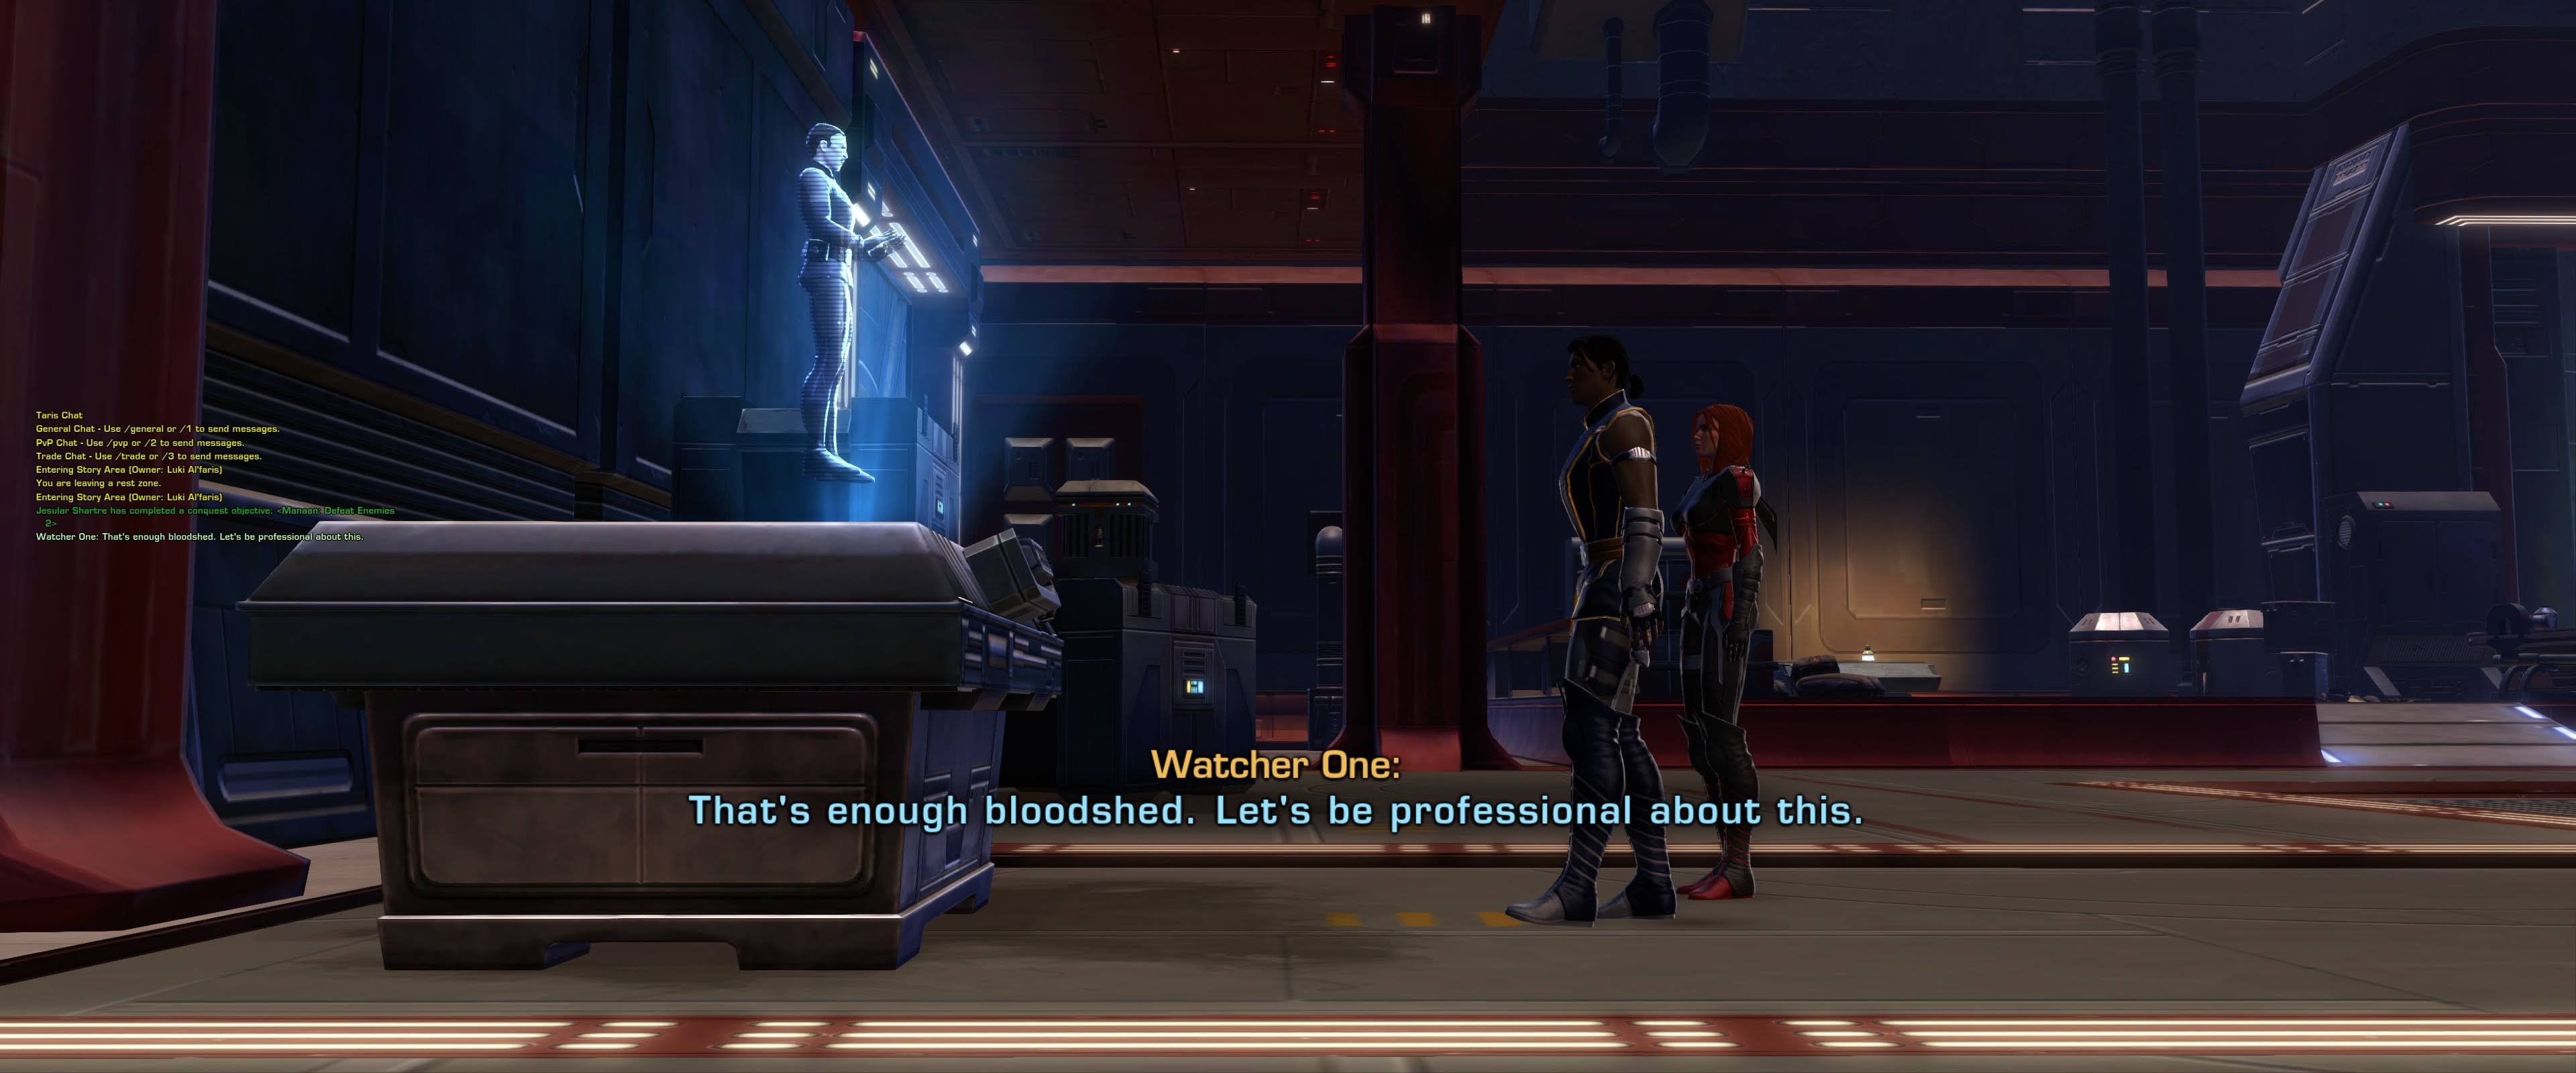 Taris Chat
General Chat - Use /general or /1 to send messages.
PvP Chat - Use /pvp or /2 to send messages.
Trade Chat - Use /trade or /3 to send messages.
Entering Story Area (Owner: Luki Al'faris)
You are leaving a rest zone.
Entering Story Area (Owner: Luki Al'faris)
Jesular Shartre has completed a conquest objective: <Manaan: Defeat Enemies
2>
Watcher One: That's enough bloodshed. Let's be professional about this.
Watcher One:
That's enough bloodshed. Let's be professional about this.